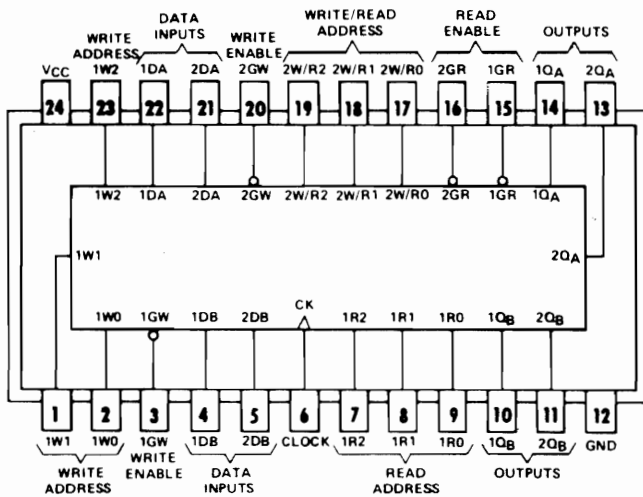 DATA
WRITE INPUTS WRITE WRITE/READ READ
ADDRESS ENABLE ADDRESS ENABLE OUTPUTS
VCC 1W2 1DA 2DA 2GW 2W/R2 2W/R1 2W/R0 2GR 1GR 1QA 2QA
24 23 22 21 20 19 18 17 16 15 14 13
1W2 1DA 2DA 2GW 2W/R2 2W/R1 2W/R0 2GR 1GR 1QA
1W1 2QA
CK
1W0 1GW 1DB 2DB 1R2 1R1 1R0 1QB 2QB
1 2 3 4 5 6 7 8 9 10 11 12
1W1 1W0 1GW 1DB 2DB CLOCK 1R2 1R1 1R0 1QB 2QB GND
WRITE WRITE DATA READ OUTPUTS
ADDRESS ENABLE INPUTS ADDRESS